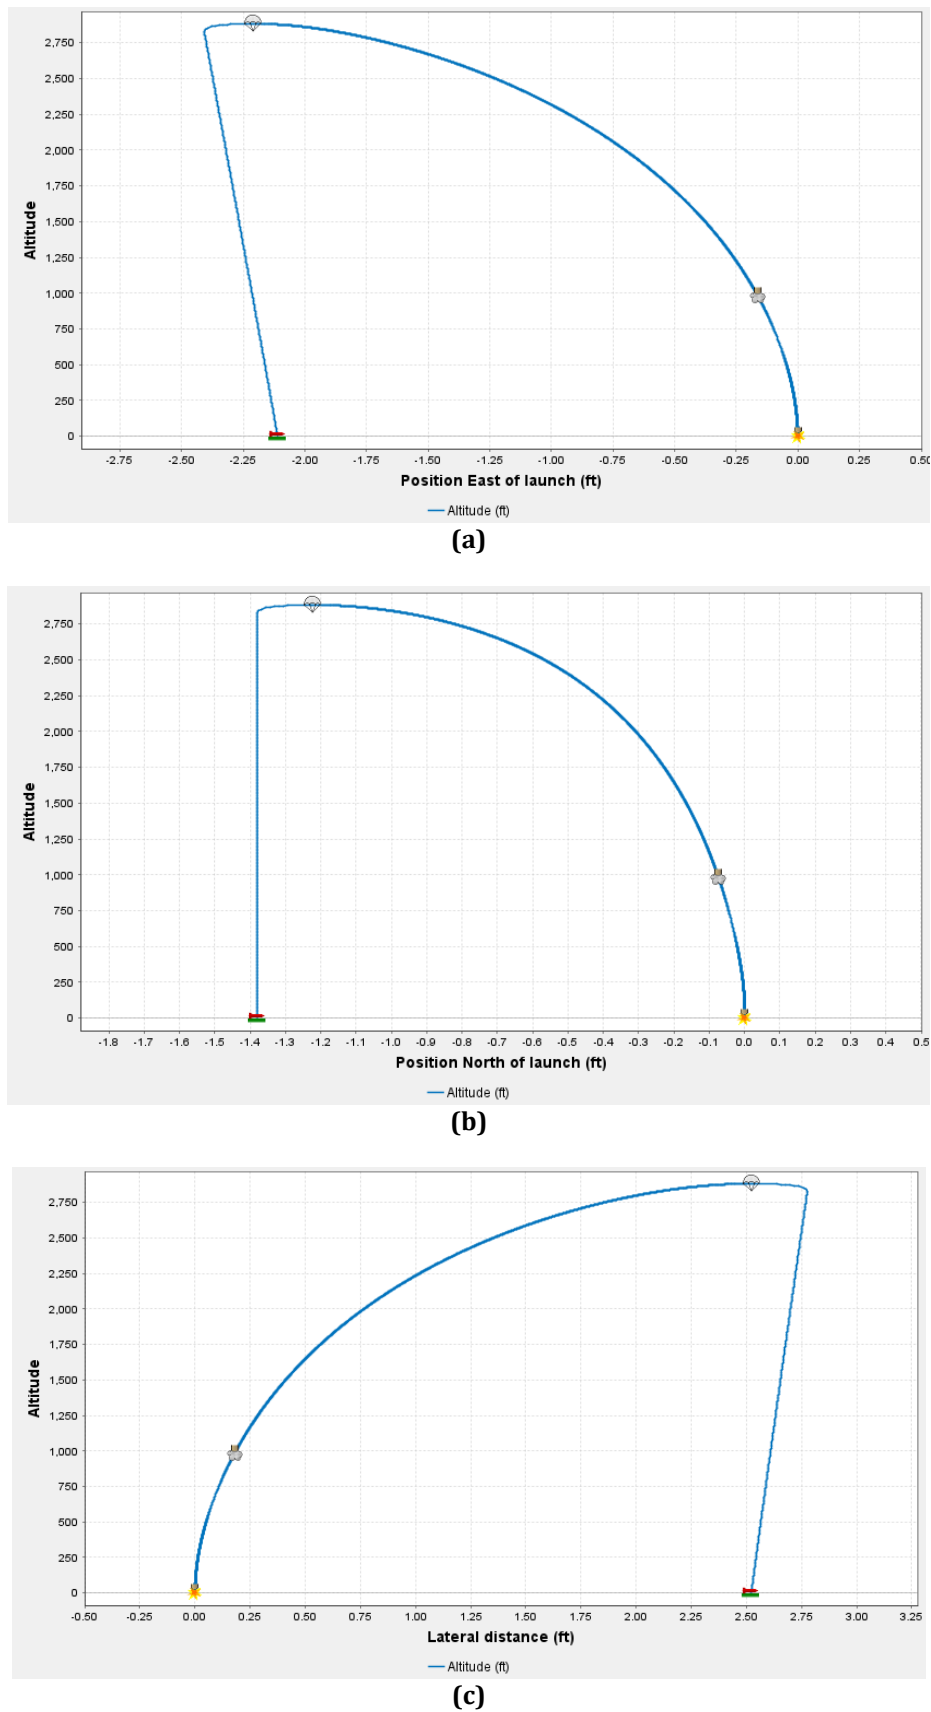 2,750
2,500
2,250
2,000
1,750
1,500
1,250
1,000
750
500
250
0
Altitude
-2.75 -2.50 -2.25 -2.00 -1.75 -1.50 -1.25 -1.00 -0.75 -0.50 -0.25 0.00 0.25 0.50
Position East of launch (ft)
Altitude (ft)
(a)
2,750
2,500
2,250
2,000
1,750
1,500
1,250
1,000
750
500
250
0
Altitude
-1.8 -1.7 -1.6 -1.5 -1.4 -1.3 -1.2 -1.1 -1.0 -0.9 -0.8 -0.7 -0.6 -0.5 -0.4 -0.3 -0.2 -0.1 0.0 0.1 0.2 0.3 0.4 0.5
Position North of launch (ft)
Altitude (ft)
(b)
2,750
2,500
2,250
2,000
1,750
1,500
1,250
1,000
750
500
250
0
Altitude
-0.50 -0.25 0.00 0.25 0.50 0.75 1.00 1.25 1.50 1.75 2.00 2.25 2.50 2.75 3.00 3.25
Lateral distance (ft)
Altitude (ft)
(c)